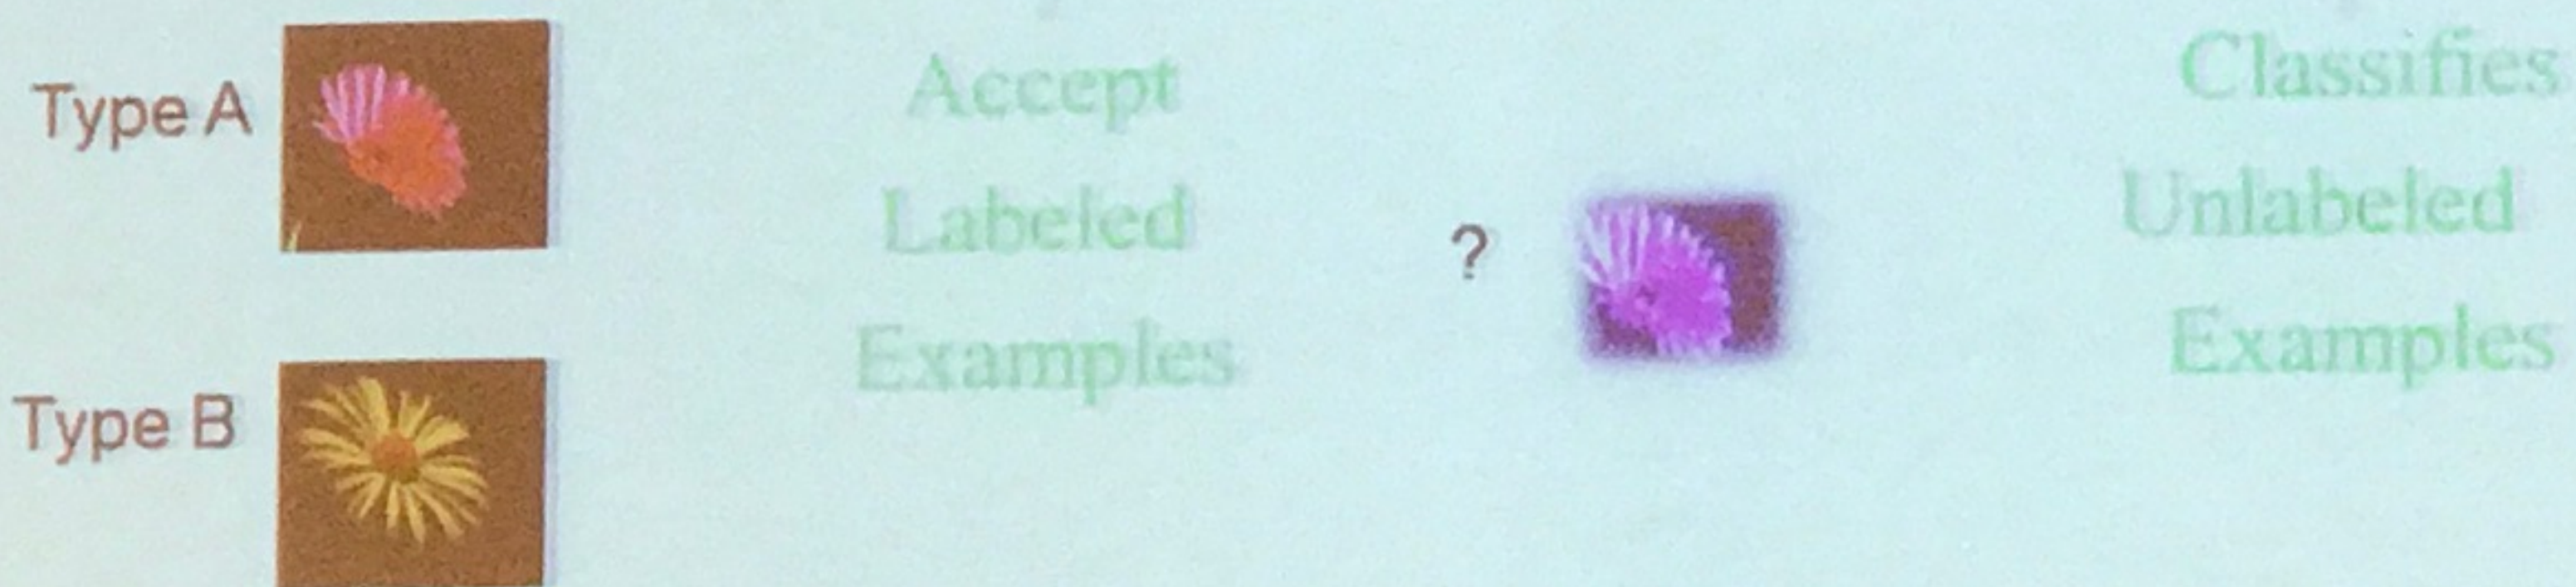 Type A
Type B
Accept
Labeled
Examples
?
Classifies
Unlabeled
Examples